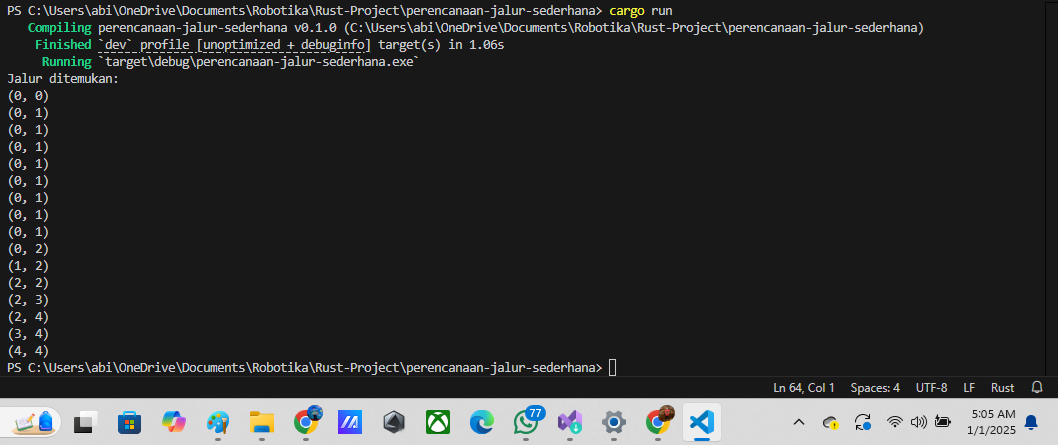 PS C:\Users\abi\OneDrive\Documents\Robotika\Rust-Project\perencanaan-jalur-sederhana> cargo run
   Compiling perencanaan-jalur-sederhana v0.1.0 (C:\Users\abi\OneDrive\Documents\Robotika\Rust-Project\perencanaan-jalur-sederhana)
    Finished `dev` profile [unoptimized + debuginfo] target(s) in 1.06s
     Running `target\debug\perencanaan-jalur-sederhana.exe`
Jalur ditemukan:
(0, 0)
(0, 1)
(0, 1)
(0, 1)
(0, 1)
(0, 1)
(0, 1)
(0, 1)
(0, 1)
(0, 2)
(1, 2)
(2, 2)
(2, 3)
(2, 4)
(3, 4)
(4, 4)
PS C:\Users\abi\OneDrive\Documents\Robotika\Rust-Project\perencanaan-jalur-sederhana>
Ln 64, Col 1 Spaces: 4 UTF-8 LF Rust
77
5:05 AM
1/1/2025